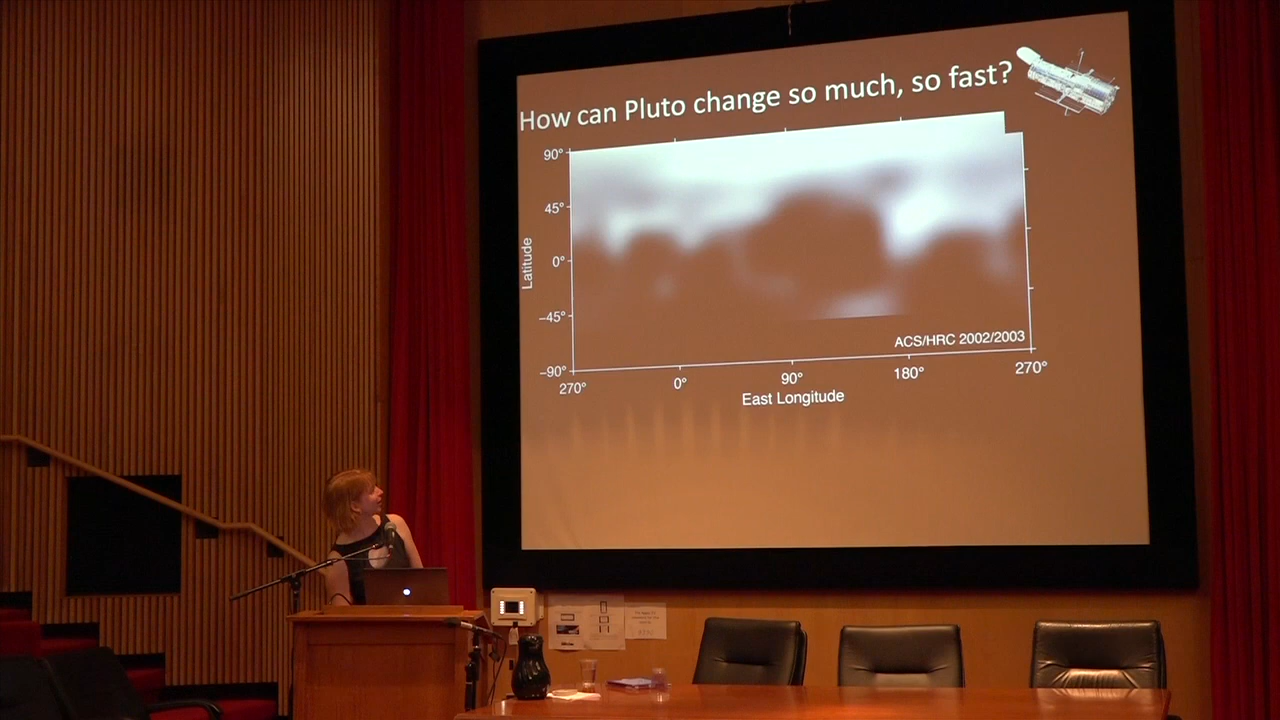 How can Pluto change so much, so fast?
90°
45°
0°
−45°
−90°
Latitude
ACS/HRC 2002/2003
270°
0°
90°
180°
270°
East Longitude